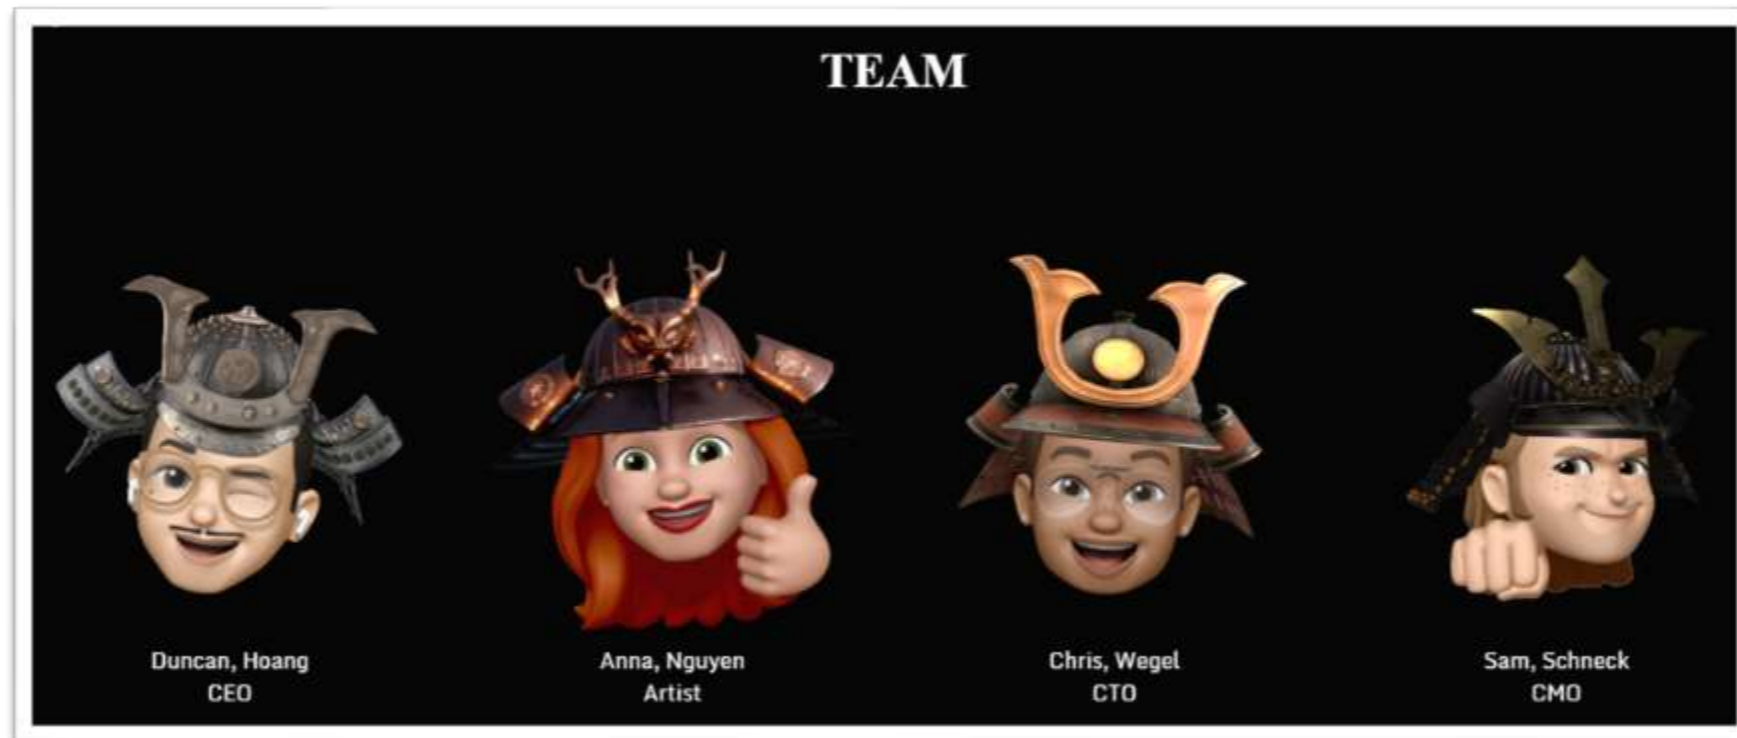 TEAM
Duncan, Hoang
CEO
Anna, Nguyen
Artist
Chris, Wegel
CTO
Sam, Schneck
CMO